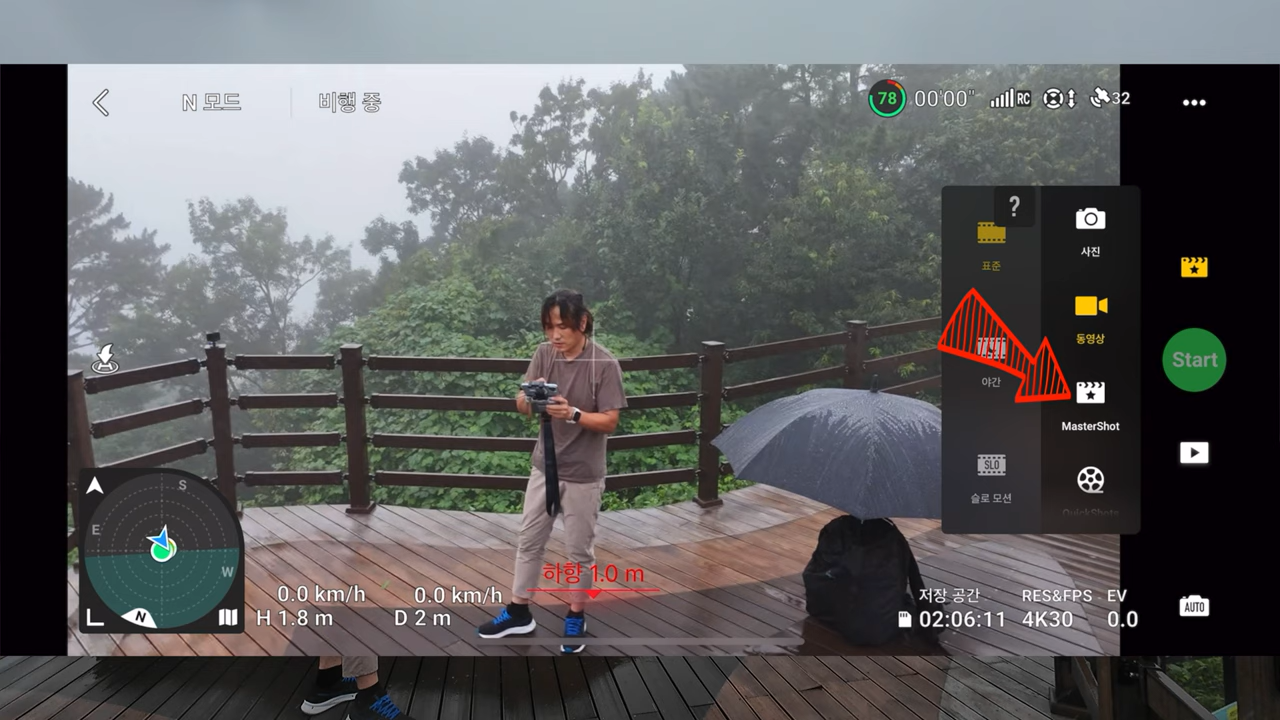 N 모드
비행 중
78
00'00"
RC
32
?
표준
야간
SLO
슬로 모션
사진
동영상
MasterShot
QuickShots
Start
AUTO
S
E
W
N
하향 1.0 m
0.0 km/h
0.0 km/h
H 1.8 m
D 2 m
저장 공간
RES&FPS
EV
02:06:11
4K30
0.0